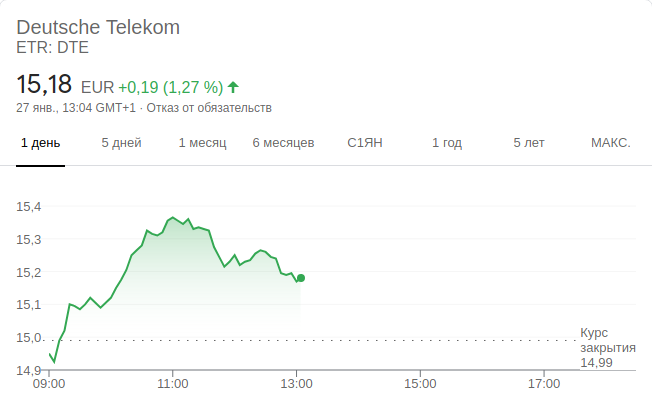 Deutsche Telekom
ETR: DTE
15,18 EUR +0,19 (1,27 %)
27 янв., 13:04 GMT+1 · Отказ от обязательств
1 день 5 дней 1 месяц 6 месяцев С1ЯН 1 год 5 лет МАКС.
15,4
15,3
15,2
15,1
15,0
14,9
Курс
закрытия
14,99
09:00 11:00 13:00 15:00 17:00